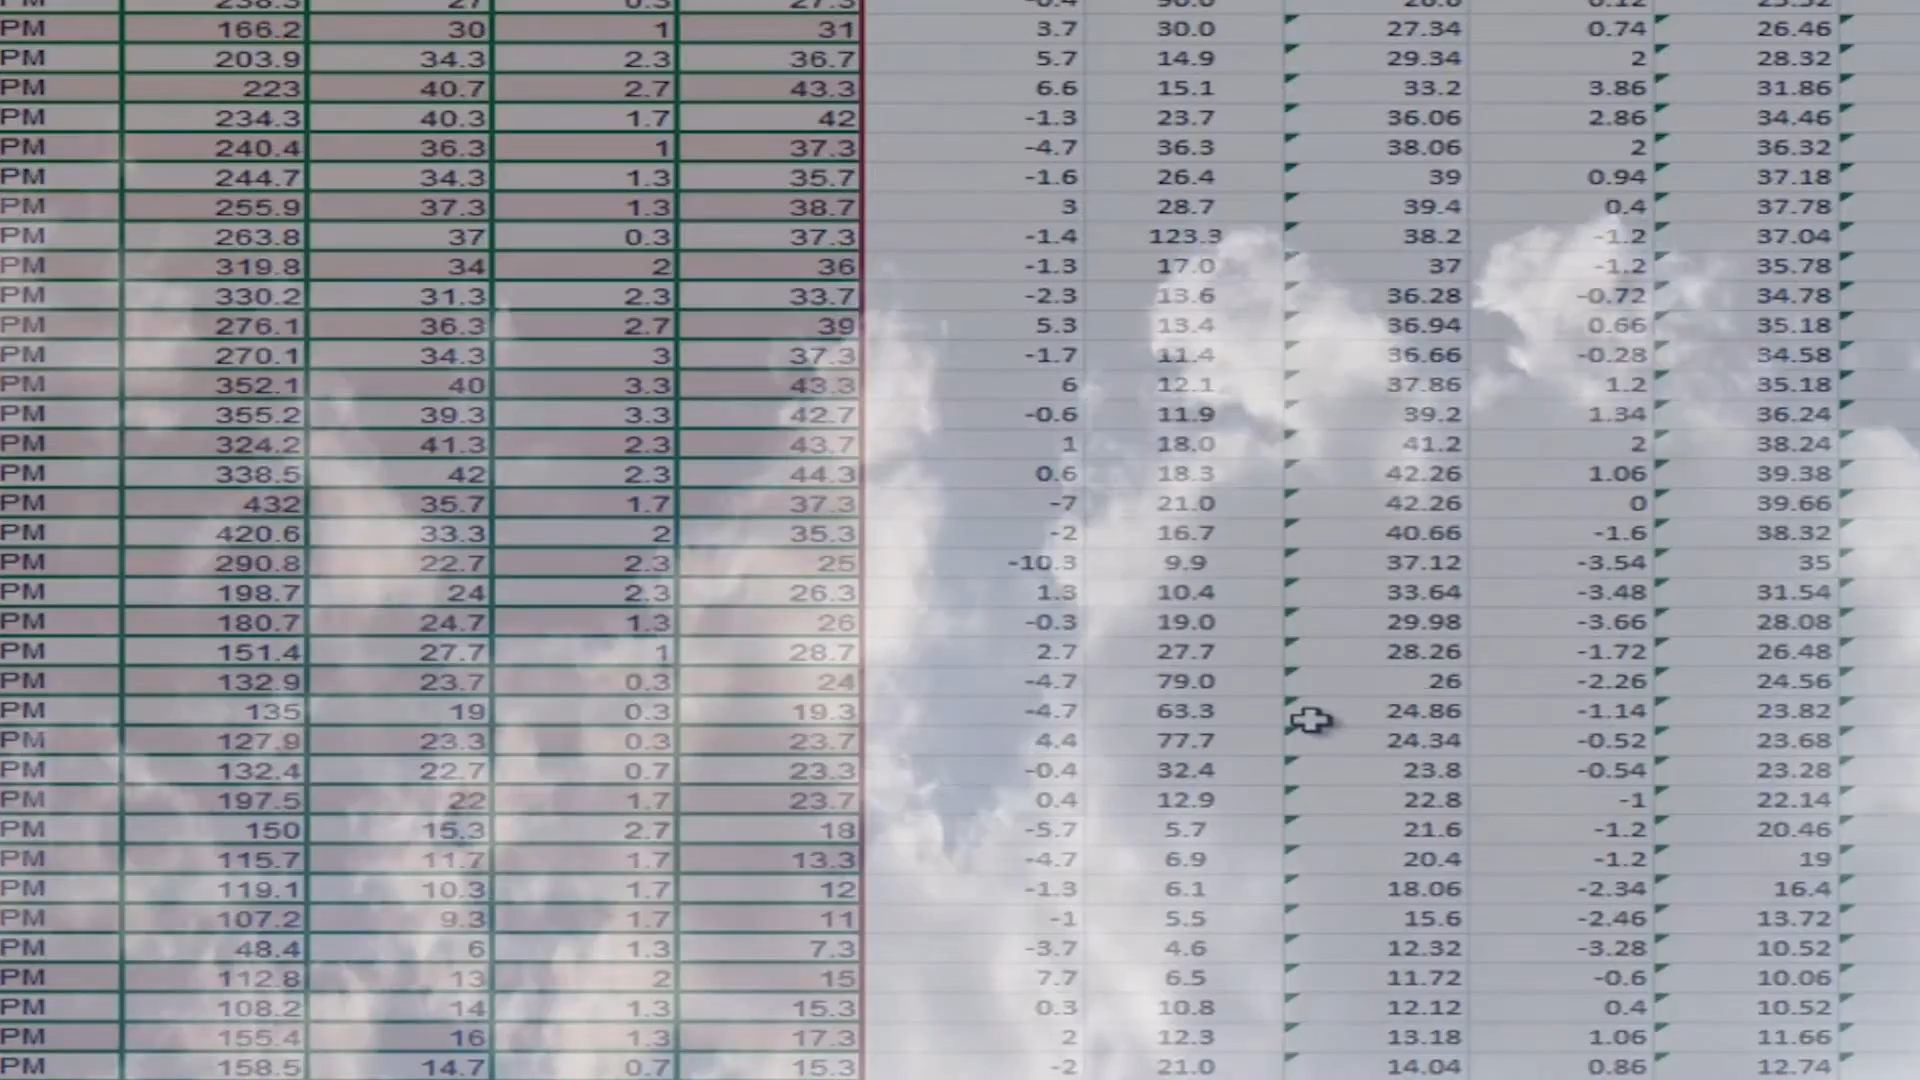 238.3 27 0.3 27.3 -0.4 90.0 0.12
PM 166.2 30 1 31 3.7 30.0 27.34 0.74 26.46
PM 203.9 34.3 2.3 36.7 5.7 14.9 29.34 2 28.32
PM 223 40.7 2.7 43.3 6.6 15.1 33.2 3.86 31.86
PM 234.3 40.3 1.7 42 -1.3 23.7 36.06 2.86 34.46
PM 240.4 36.3 1 37.3 -4.7 36.3 38.06 2 36.32
PM 244.7 34.3 1.3 35.7 -1.6 26.4 39 0.94 37.18
PM 255.9 37.3 1.3 38.7 3 28.7 39.4 0.4 37.78
PM 263.8 37 0.3 37.3 -1.4 123.3 38.2 -1.2 37.04
PM 319.8 34 2 36 -1.3 17.0 37 -1.2 35.78
PM 330.2 31.3 2.3 33.7 -2.3 13.6 36.28 -0.72 34.78
PM 276.1 36.3 2.7 39 5.3 13.4 36.94 0.66 35.18
PM 270.1 34.3 3 37.3 -1.7 11.4 36.66 -0.28 34.58
PM 352.1 40 3.3 43.3 6 12.1 37.86 1.2 35.18
PM 355.2 39.3 3.3 42.7 -0.6 11.9 39.2 1.34 36.24
PM 324.2 41.3 2.3 43.7 1 18.0 41.2 2 38.24
PM 338.5 42 2.3 44.3 0.6 18.3 42.26 1.06 39.38
PM 432 35.7 1.7 37.3 -7 21.0 42.26 0 39.66
PM 420.6 33.3 2 35.3 -2 16.7 40.66 -1.6 38.32
PM 290.8 22.7 2.3 25 -10.3 9.9 37.12 -3.54 35
PM 198.7 24 2.3 26.3 1.3 10.4 33.64 -3.48 31.54
PM 180.7 24.7 1.3 26 -0.3 19.0 29.98 -3.66 28.08
PM 151.4 27.7 1 28.7 2.7 27.7 28.26 -1.72 26.48
PM 132.9 23.7 0.3 24 -4.7 79.0 26 -2.26 24.56
PM 135 19 0.3 19.3 -4.7 63.3 24.86 -1.14 23.82
PM 127.9 23.3 0.3 23.7 4.4 77.7 24.34 -0.52 23.68
PM 132.4 22.7 0.7 23.3 -0.4 32.4 23.8 -0.54 23.28
PM 197.5 22 1.7 23.7 0.4 12.9 22.8 -1 22.14
PM 150 15.3 2.7 18 -5.7 5.7 21.6 -1.2 20.46
PM 115.7 11.7 1.7 13.3 -4.7 6.9 20.4 -1.2 19
PM 119.1 10.3 1.7 12 -1.3 6.1 18.06 -2.34 16.4
PM 107.2 9.3 1.7 11 -1 5.5 15.6 -2.46 13.72
PM 48.4 6 1.3 7.3 -3.7 4.6 12.32 -3.28 10.52
PM 112.8 13 2 15 7.7 6.5 11.72 -0.6 10.06
PM 108.2 14 1.3 15.3 0.3 10.8 12.12 0.4 10.52
PM 155.4 16 1.3 17.3 2 12.3 13.18 1.06 11.66
PM 158.5 14.7 0.7 15.3 -2 21.0 14.04 0.86 12.74